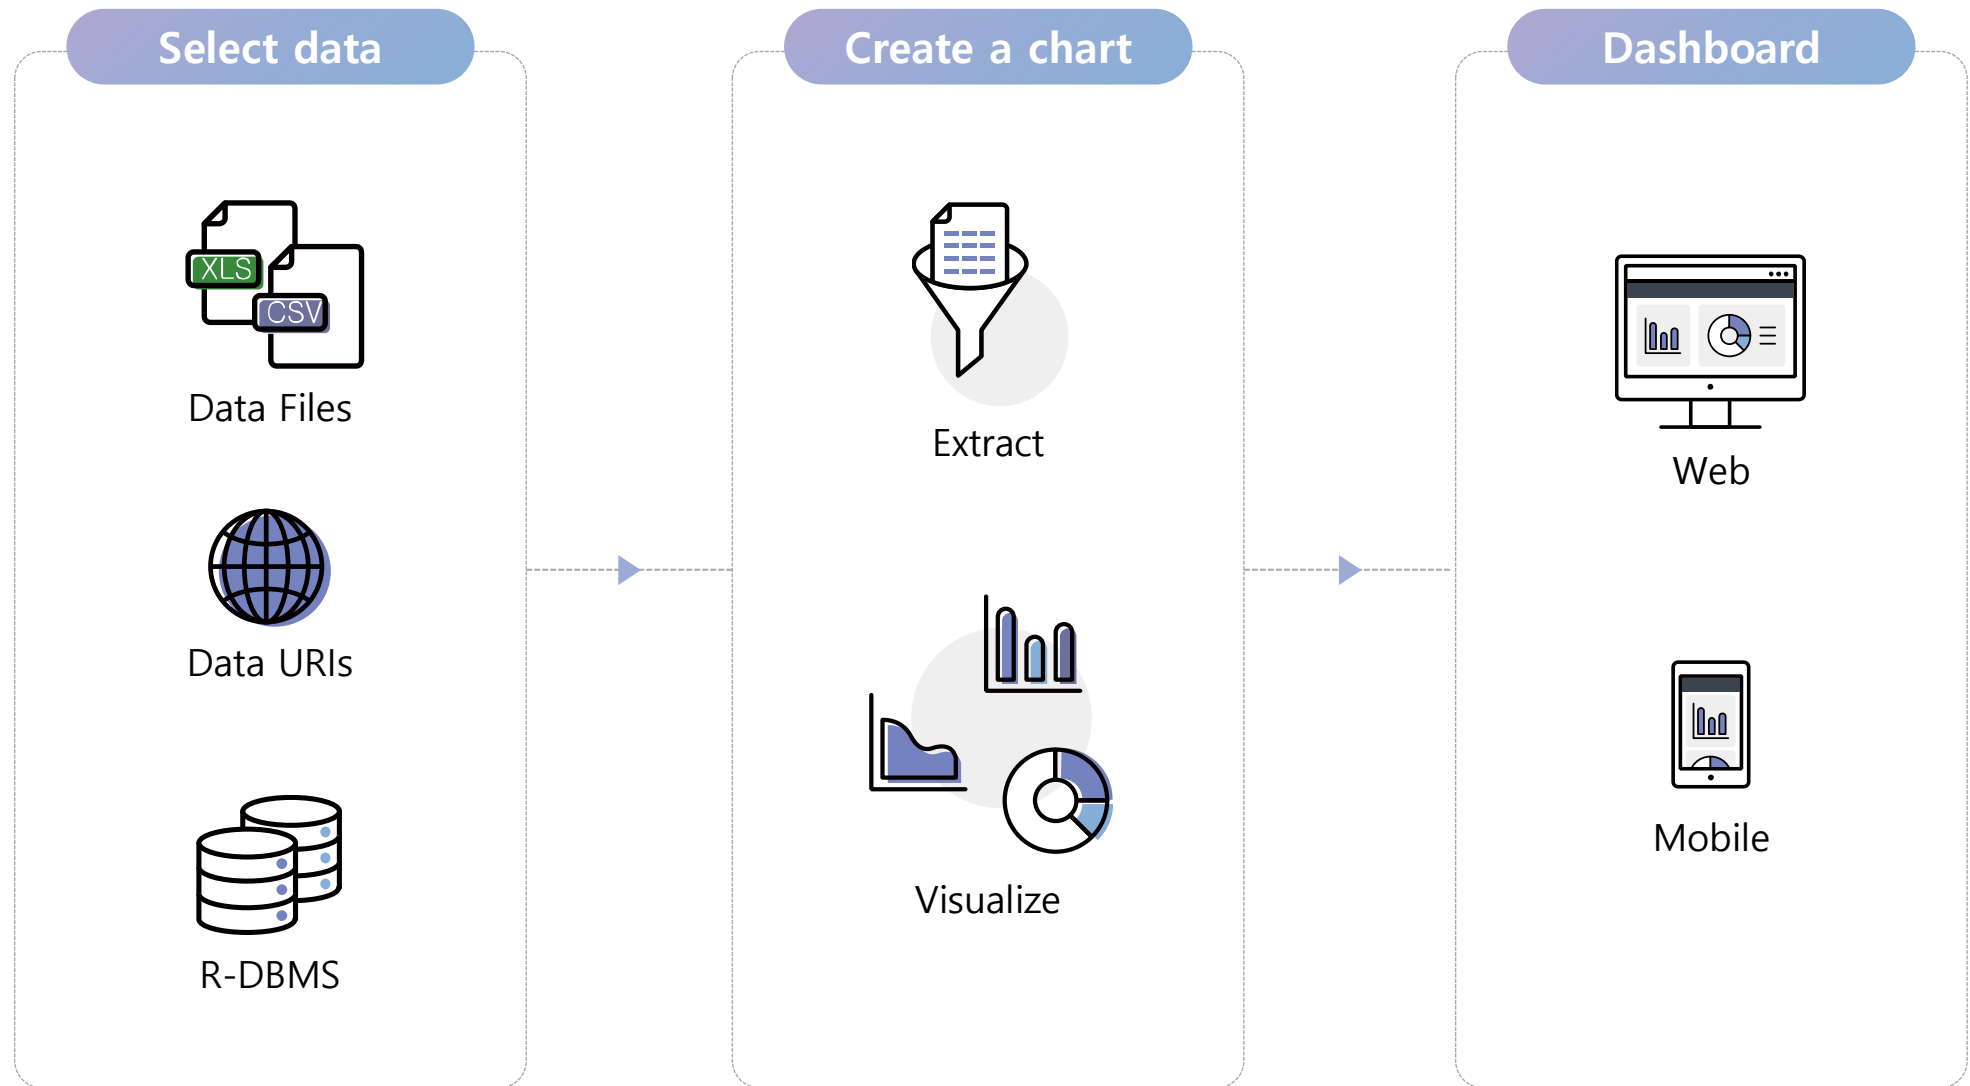 Select data
XLS
CSV
Data Files
Data URIs
R-DBMS
Create a chart
Extract
Visualize
Dashboard
Web
Mobile